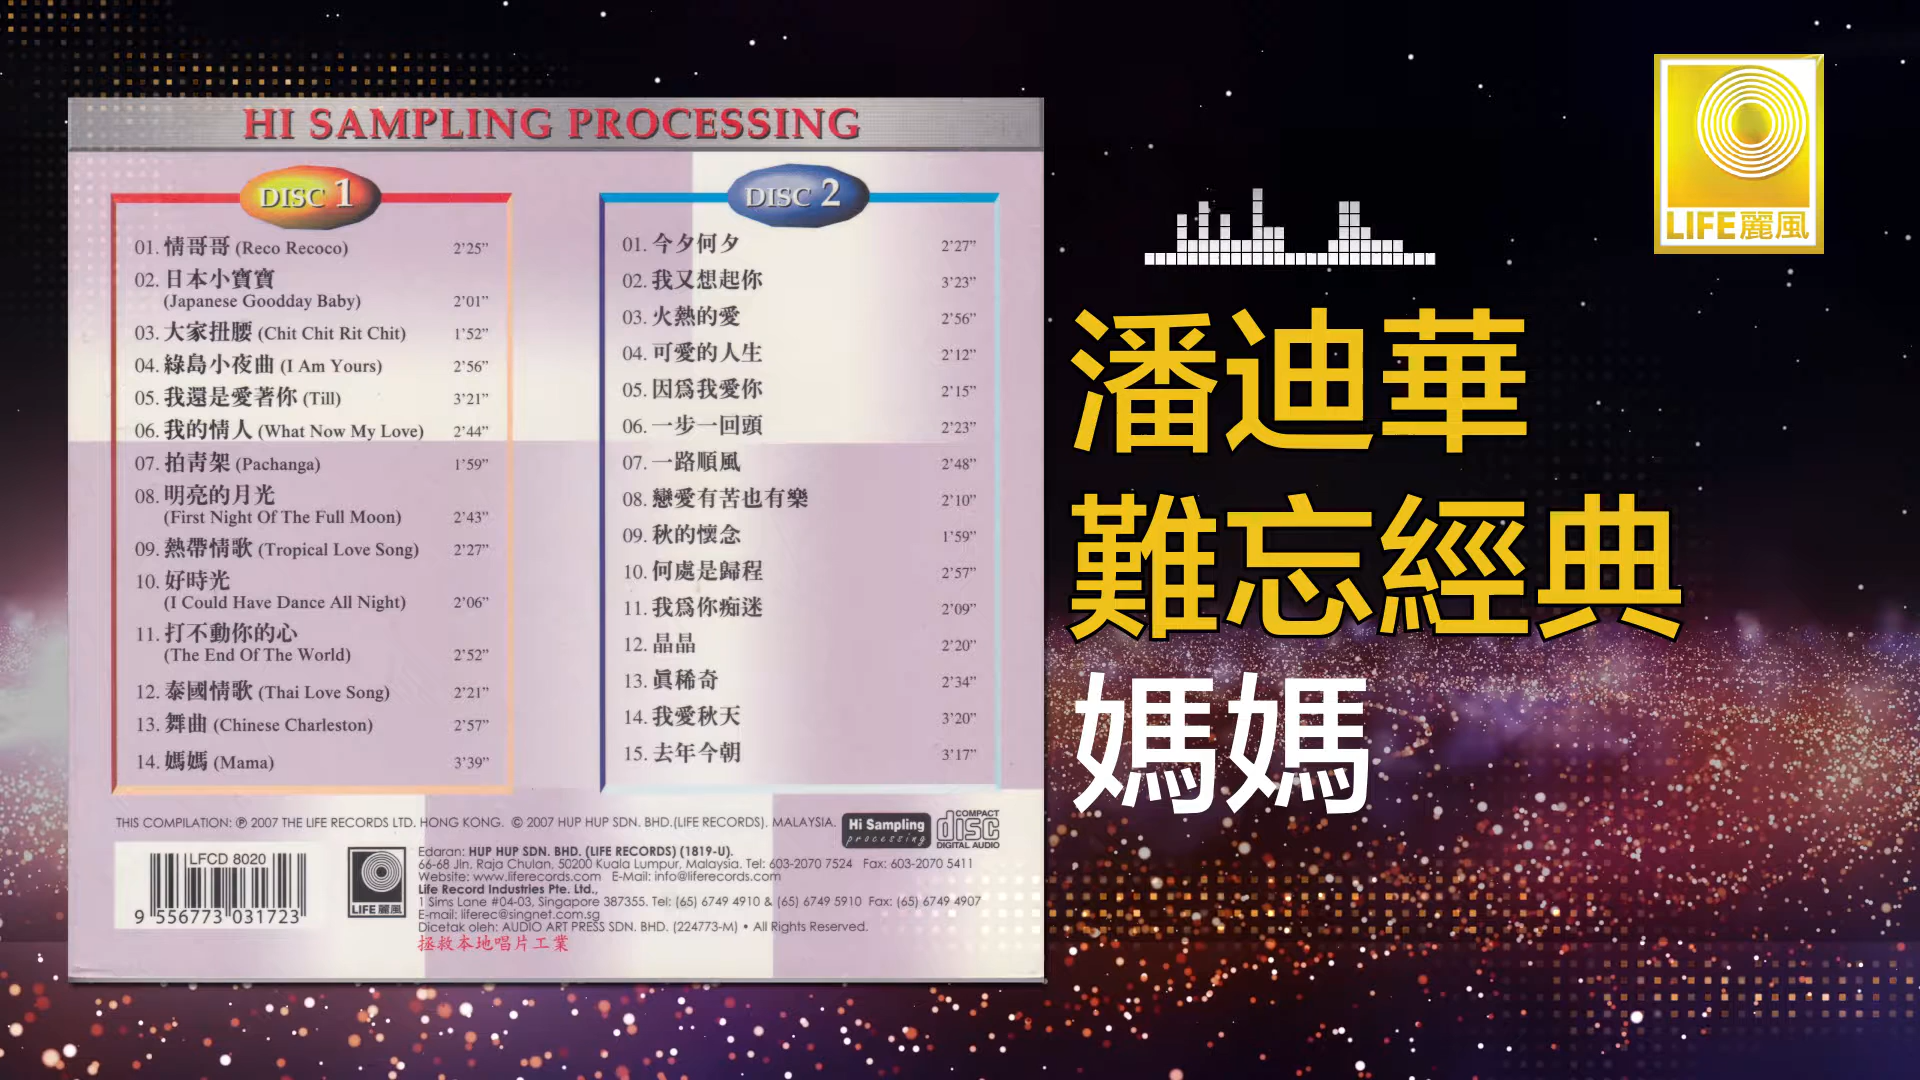 HI SAMPLING PROCESSING
DISC 1
01. 情哥哥 (Reco Recoco) 2'25"
02. 日本小寶寶
(Japanese Goodday Baby) 2'01"
03. 大家扭腰 (Chit Chit Rit Chit) 1'52"
04. 綠島小夜曲 (I Am Yours) 2'56"
05. 我還是愛著你 (Till) 3'21"
06. 我的情人 (What Now My Love) 2'44"
07. 拍靑架 (Pachanga) 1'59"
08. 明亮的月光
(First Night Of The Full Moon) 2'43"
09. 熱帶情歌 (Tropical Love Song) 2'27"
10. 好時光
(I Could Have Dance All Night) 2'06"
11. 打不動你的心
(The End Of The World) 2'52"
12. 泰國情歌 (Thai Love Song) 2'21"
13. 舞曲 (Chinese Charleston) 2'57"
14. 媽媽 (Mama) 3'39"
DISC 2
01. 今夕何夕 2'27"
02. 我又想起你 3'23"
03. 火熱的愛 2'56"
04. 可愛的人生 2'12"
05. 因爲我愛你 2'15"
06. 一步一回頭 2'23"
07. 一路順風 2'48"
08. 戀愛有苦也有樂 2'10"
09. 秋的懷念 1'59"
10. 何處是歸程 2'57"
11. 我爲你痴迷 2'09"
12. 晶晶 2'20"
13. 眞稀奇 2'34"
14. 我愛秋天 3'20"
15. 去年今朝 3'17"
THIS COMPILATION: ℗ 2007 THE LIFE RECORDS LTD. HONG KONG. © 2007 HUP HUP SDN. BHD.(LIFE RECORDS). MALAYSIA.
Hi Sampling
processing
COMPACT
disc
DIGITAL AUDIO
LFCD 8020
9 556773 031723
LIFE 麗風
Edaran: HUP HUP SDN. BHD. (LIFE RECORDS) (1819-U).
66-68 Jln. Raja Chulan, 50200 Kuala Lumpur, Malaysia. Tel: 603-2070 7524 Fax: 603-2070 5411
Website: www.liferecords.com E-Mail: info@liferecords.com
Life Record Industries Pte. Ltd.,
1 Sims Lane #04-03, Singapore 387355. Tel: (65) 6749 4910 & (65) 6749 5910 Fax: (65) 6749 4907
E-mail: liferec@singnet.com.sg
Dicetak oleh: AUDIO ART PRESS SDN. BHD. (224773-M) • All Rights Reserved.
拯救本地唱片工業
LIFE 麗風
潘迪華
難忘經典
媽媽